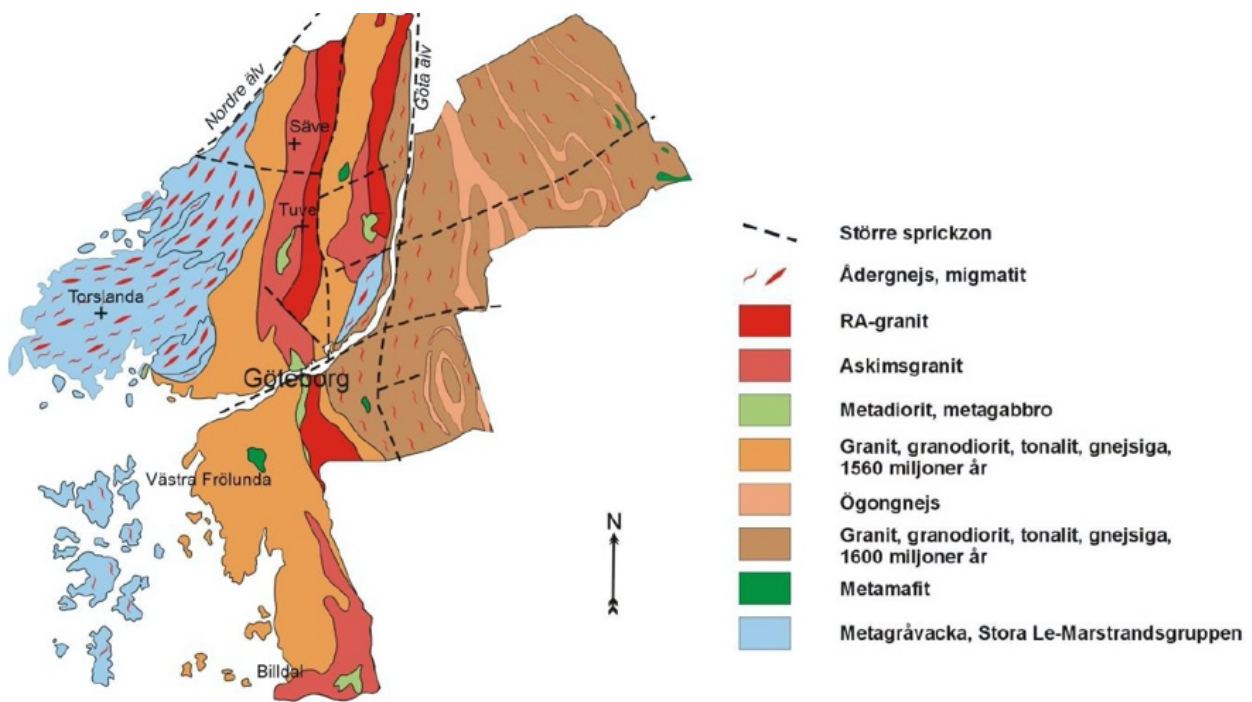 Nordre älv
Göta älv
Säve
Tuve
Torslanda
Göteborg
Västra Frölunda
Billdal
N
Större sprickzon
Ådergnejs, migmatit
RA-granit
Askimsgranit
Metadiorit, metagabbro
Granit, granodiorit, tonalit, gnejsiga,
1560 miljoner år
Ögongnejs
Granit, granodiorit, tonalit, gnejsiga,
1600 miljoner år
Metamafit
Metagråvacka, Stora Le-Marstrandsgruppen